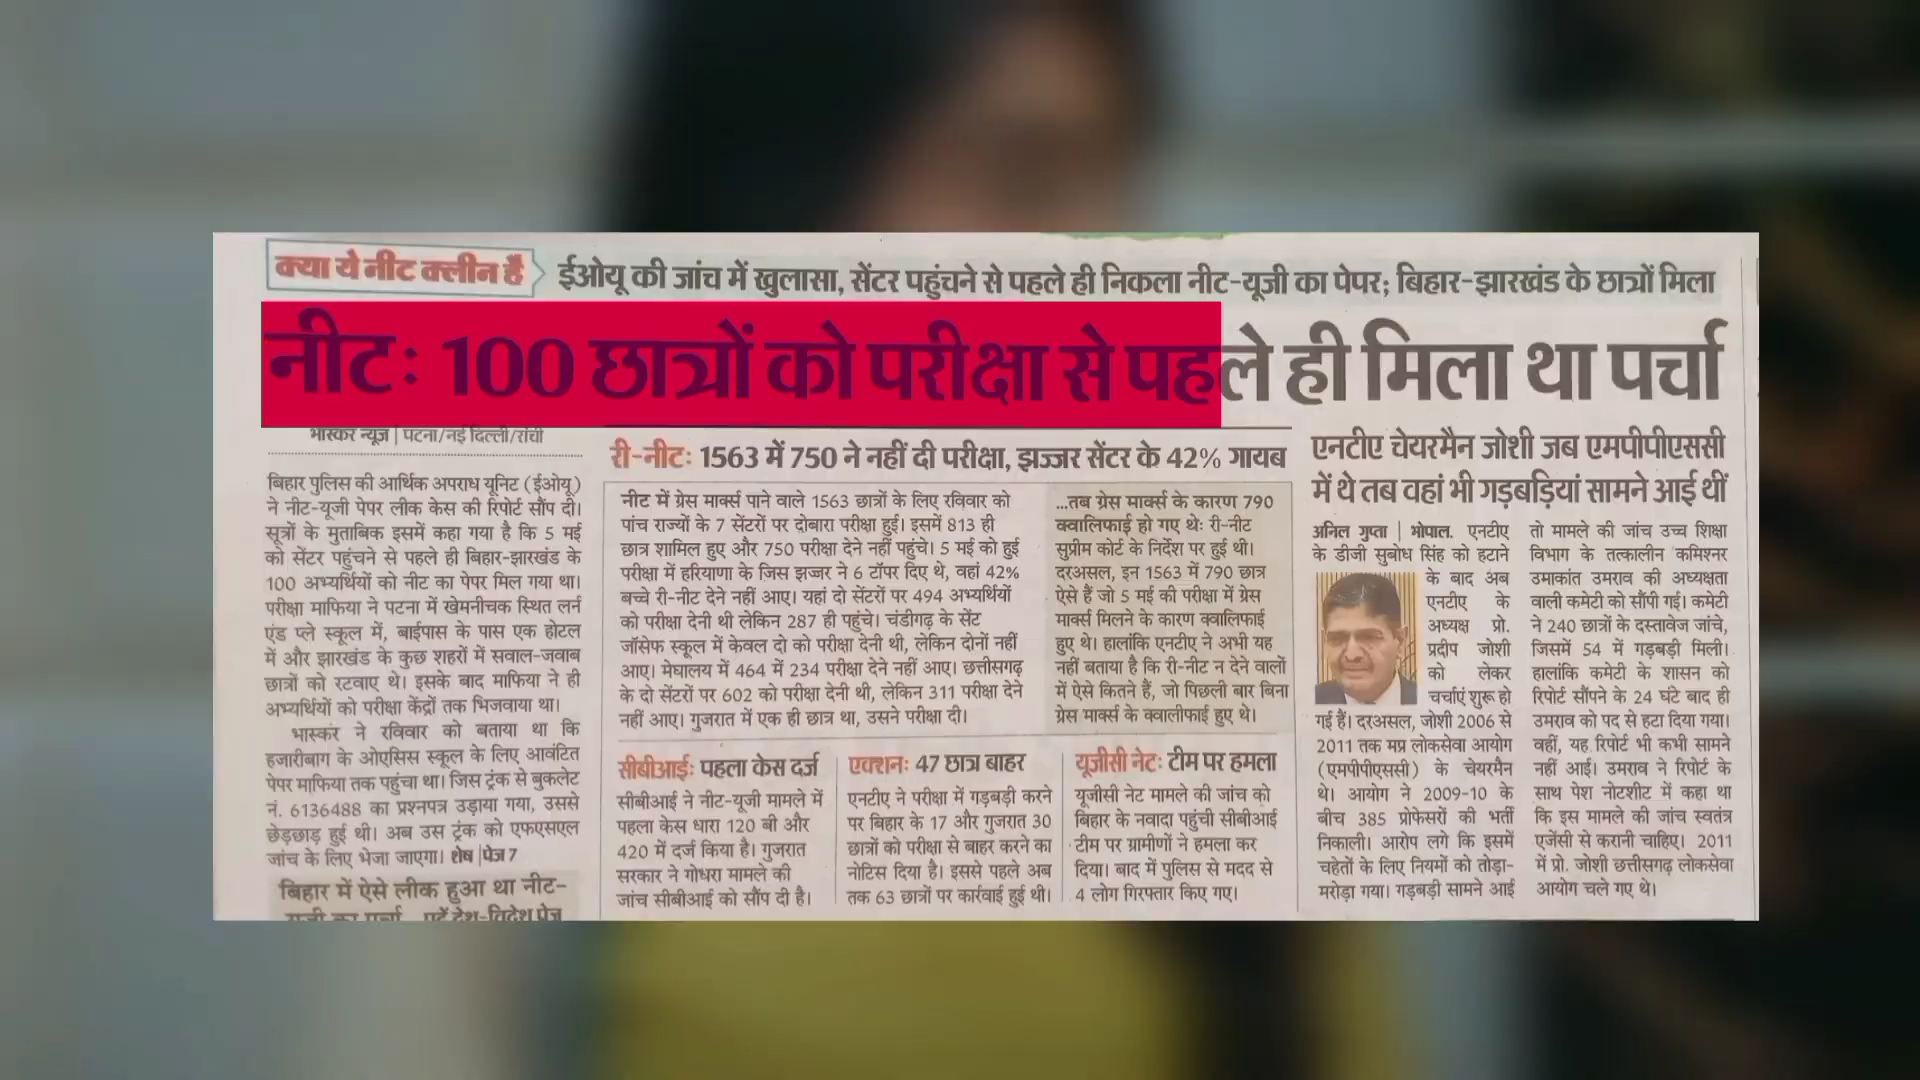 क्या ये नीट क्लीन है
ईओयू की जांच में खुलासा, सेंटर पहुंचने से पहले ही निकला नीट-यूजी का पेपर; बिहार-झारखंड के छात्रों मिला
नीटः 100 छात्रों को परीक्षा से पहले ही मिला था पर्चा
भास्कर न्यूज | पटना/नई दिल्ली/रांची
बिहार पुलिस की आर्थिक अपराध यूनिट (ईओयू)
ने नीट-यूजी पेपर लीक केस की रिपोर्ट सौंप दी।
सूत्रों के मुताबिक इसमें कहा गया है कि 5 मई
को सेंटर पहुंचने से पहले ही बिहार-झारखंड के
100 अभ्यर्थियों को नीट का पेपर मिल गया था।
परीक्षा माफिया ने पटना में खेमनीचक स्थित लर्न
एंड प्ले स्कूल में, बाईपास के पास एक होटल
में और झारखंड के कुछ शहरों में सवाल-जवाब
छात्रों को रटवाए थे। इसके बाद माफिया ने ही
अभ्यर्थियों को परीक्षा केंद्रों तक भिजवाया था।
भास्कर ने रविवार को बताया था कि
हजारीबाग के ओएसिस स्कूल के लिए आवंटित
पेपर माफिया तक पहुंचा था। जिस ट्रंक से बुकलेट
नं. 6136488 का प्रश्नपत्र उड़ाया गया, उससे
छेड़छाड़ हुई थी। अब उस ट्रंक को एफएसएल
जांच के लिए भेजा जाएगा। शेष |पेज 7
बिहार में ऐसे लीक हुआ था नीट-
यूजी का पर्चा... पढ़ें देश-विदेश पेज
री-नीटः 1563 में 750 ने नहीं दी परीक्षा, झज्जर सेंटर के 42% गायब
नीट में ग्रेस मार्क्स पाने वाले 1563 छात्रों के लिए रविवार को
पांच राज्यों के 7 सेंटरों पर दोबारा परीक्षा हुई। इसमें 813 ही
छात्र शामिल हुए और 750 परीक्षा देने नहीं पहुंचे। 5 मई को हुई
परीक्षा में हरियाणा के जिस झज्जर ने 6 टॉपर दिए थे, वहां 42%
बच्चे री-नीट देने नहीं आए। यहां दो सेंटरों पर 494 अभ्यर्थियों
को परीक्षा देनी थी लेकिन 287 ही पहुंचे। चंडीगढ़ के सेंट
जॉसेफ स्कूल में केवल दो को परीक्षा देनी थी, लेकिन दोनों नहीं
आए। मेघालय में 464 में 234 परीक्षा देने नहीं आए। छत्तीसगढ़
के दो सेंटरों पर 602 को परीक्षा देनी थी, लेकिन 311 परीक्षा देने
नहीं आए। गुजरात में एक ही छात्र था, उसने परीक्षा दी।
...तब ग्रेस मार्क्स के कारण 790
क्वालिफाई हो गए थेः री-नीट
सुप्रीम कोर्ट के निर्देश पर हुई थी।
दरअसल, इन 1563 में 790 छात्र
ऐसे हैं जो 5 मई की परीक्षा में ग्रेस
मार्क्स मिलने के कारण क्वालिफाई
हुए थे। हालांकि एनटीए ने अभी यह
नहीं बताया है कि री-नीट न देने वालों
में ऐसे कितने हैं, जो पिछली बार बिना
ग्रेस मार्क्स के क्वालीफाई हुए थे।
सीबीआईः पहला केस दर्ज
सीबीआई ने नीट-यूजी मामले में
पहला केस धारा 120 बी और
420 में दर्ज किया है। गुजरात
सरकार ने गोधरा मामले की
जांच सीबीआई को सौंप दी है।
एक्शनः 47 छात्र बाहर
एनटीए ने परीक्षा में गड़बड़ी करने
पर बिहार के 17 और गुजरात 30
छात्रों को परीक्षा से बाहर करने का
नोटिस दिया है। इससे पहले अब
तक 63 छात्रों पर कार्रवाई हुई थी।
यूजीसी नेटः टीम पर हमला
यूजीसी नेट मामले की जांच को
बिहार के नवादा पहुंची सीबीआई
टीम पर ग्रामीणों ने हमला कर
दिया। बाद में पुलिस से मदद से
4 लोग गिरफ्तार किए गए।
एनटीए चेयरमैन जोशी जब एमपीपीएससी
में थे तब वहां भी गड़बड़ियां सामने आई थीं
अनिल गुप्ता | भोपाल. एनटीए
के डीजी सुबोध सिंह को हटाने
के बाद अब
एनटीए के
अध्यक्ष प्रो.
प्रदीप जोशी
को लेकर
चर्चाएं शुरू हो
गई हैं। दरअसल, जोशी 2006 से
2011 तक मप्र लोकसेवा आयोग
(एमपीपीएससी) के चेयरमैन
थे। आयोग ने 2009-10 के
बीच 385 प्रोफेसरों की भर्ती
निकाली। आरोप लगे कि इसमें
चहेतों के लिए नियमों को तोड़ा-
मरोड़ा गया। गड़बड़ी सामने आई
तो मामले की जांच उच्च शिक्षा
विभाग के तत्कालीन कमिश्नर
उमाकांत उमराव की अध्यक्षता
वाली कमेटी को सौंपी गई। कमेटी
ने 240 छात्रों के दस्तावेज जांचे,
जिसमें 54 में गड़बड़ी मिली।
हालांकि कमेटी के शासन को
रिपोर्ट सौंपने के 24 घंटे बाद ही
उमराव को पद से हटा दिया गया।
वहीं, यह रिपोर्ट भी कभी सामने
नहीं आई। उमराव ने रिपोर्ट के
साथ पेश नोटशीट में कहा था
कि इस मामले की जांच स्वतंत्र
एजेंसी से करानी चाहिए। 2011
में प्रो. जोशी छत्तीसगढ़ लोकसेवा
आयोग चले गए थे।